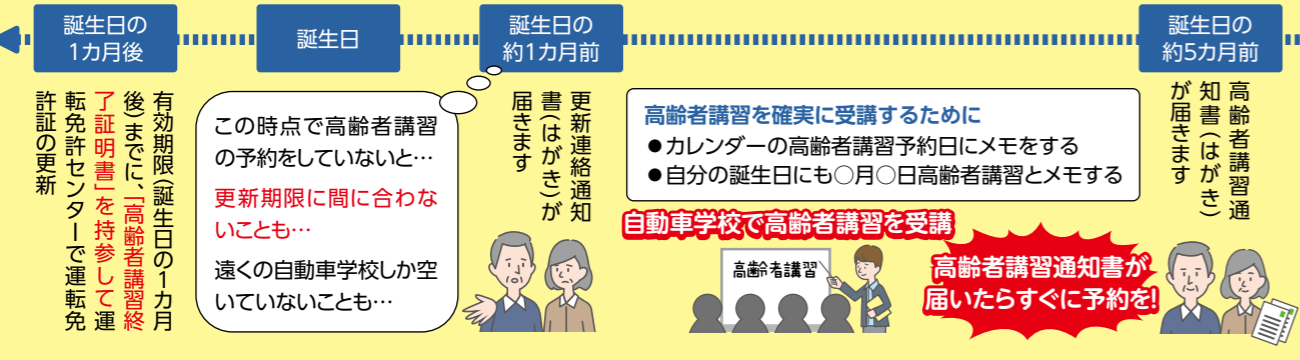 誕生日の
約5カ月前
高齢者講習通
知書（はがき）
が届きます
高齢者講習通知書が
届いたらすぐに予約を！
高齢者講習を確実に受講するために
●カレンダーの高齢者講習予約日にメモをする
●自分の誕生日にも○月○日高齢者講習とメモする
自動車学校で高齢者講習を受講
高齢者講習
誕生日の
約1カ月前
更新連絡通知
書（はがき）が
届きます
この時点で高齢者講習
の予約をしていないと…
更新期限に間に合わな
いことも…
遠くの自動車学校しか空
いていないことも…
誕生日
誕生日の
1カ月後
有効期限（誕生日の1カ月
後）までに、「高齢者講習終
了証明書」を持参して運
転免許センターで運転免
許証の更新